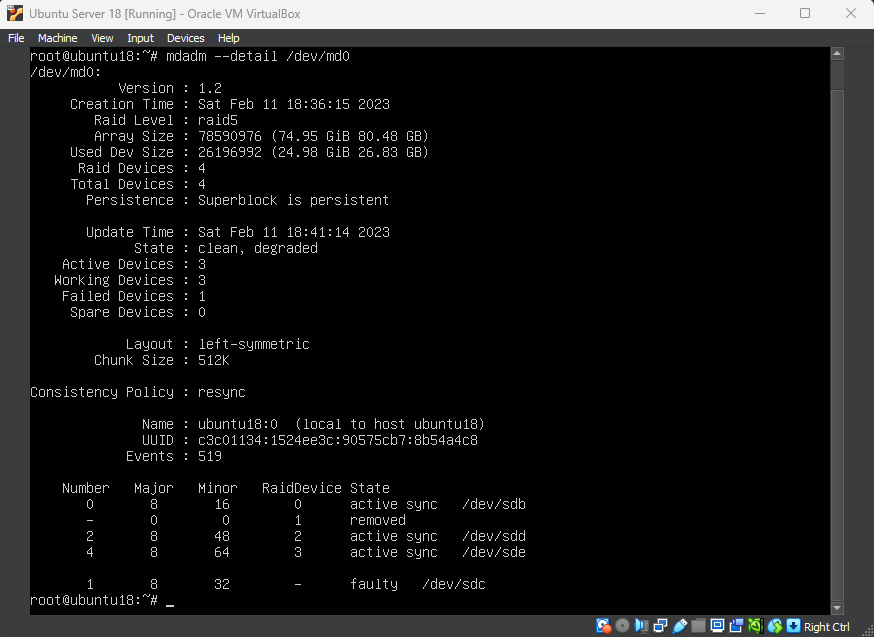 Ubuntu Server 18 [Running] - Oracle VM VirtualBox
File Machine View Input Devices Help
root@ubuntu18:~# mdadm --detail /dev/md0
/dev/md0:
Version : 1.2
Creation Time : Sat Feb 11 18:36:15 2023
Raid Level : raid5
Array Size : 78590976 (74.95 GiB 80.48 GB)
Used Dev Size : 26196992 (24.98 GiB 26.83 GB)
Raid Devices : 4
Total Devices : 4
Persistence : Superblock is persistent
Update Time : Sat Feb 11 18:41:14 2023
State : clean, degraded
Active Devices : 3
Working Devices : 3
Failed Devices : 1
Spare Devices : 0
Layout : left-symmetric
Chunk Size : 512K
Consistency Policy : resync
Name : ubuntu18:0 (local to host ubuntu18)
UUID : c3c01134:1524ee3c:90575cb7:8b54a4c8
Events : 519
Number Major Minor RaidDevice State
0 8 16 0 active sync /dev/sdb
- 0 0 1 removed
2 8 48 2 active sync /dev/sdd
4 8 64 3 active sync /dev/sde
1 8 32 - faulty /dev/sdc
root@ubuntu18:~# _
Right Ctrl